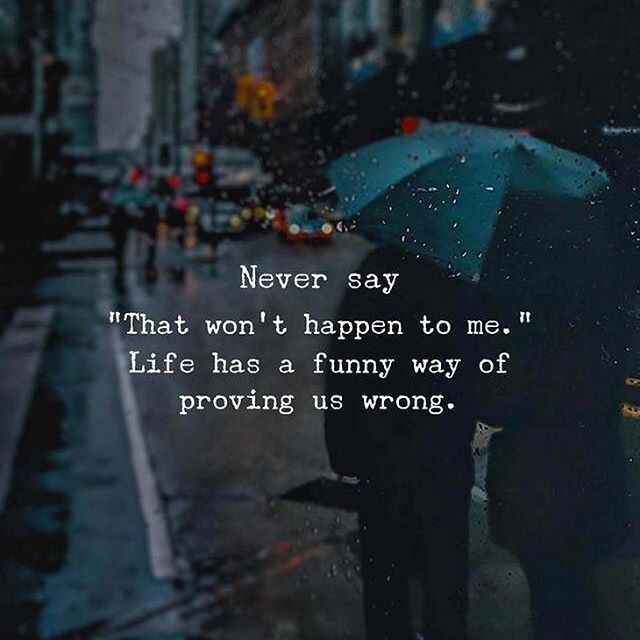 Never say
"That won't happen to me."
Life has a funny way of
proving us wrong.